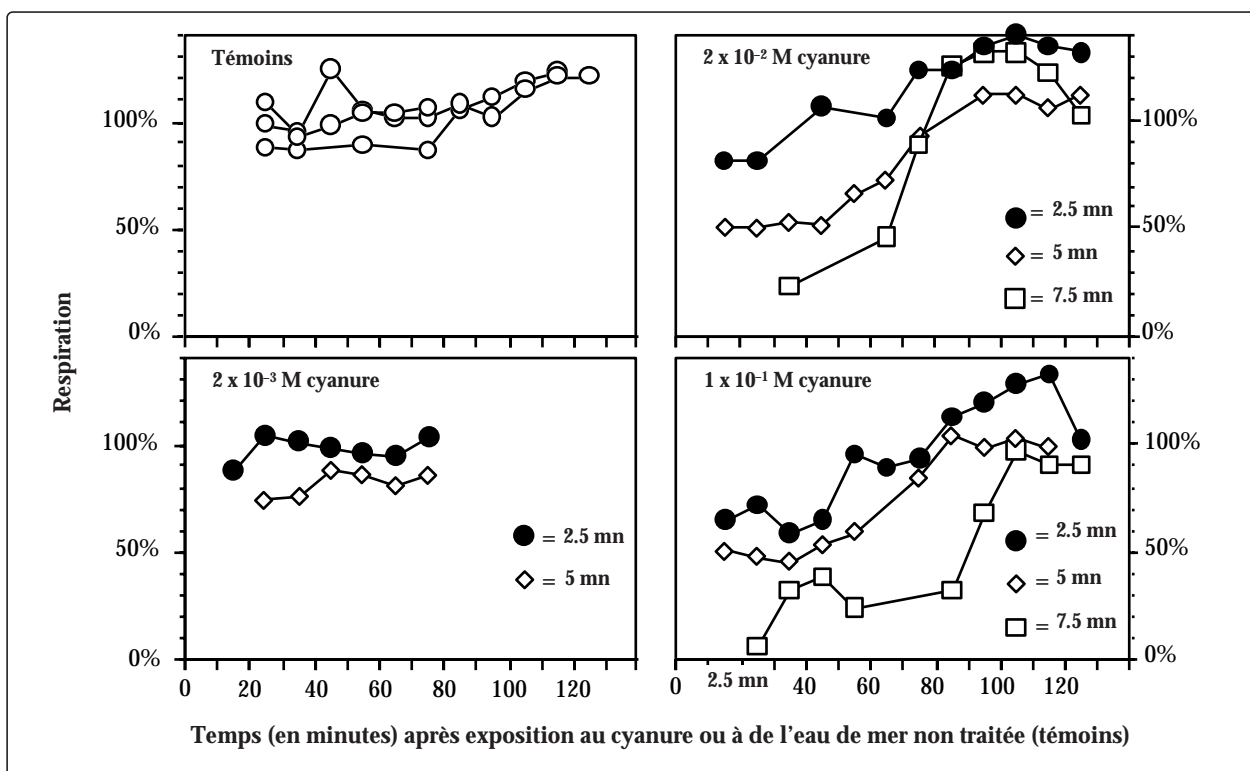 Témoins
100%
50%
0%
2 x 10⁻² M cyanure
100%
= 2.5 mn
50%
= 5 mn
= 7.5 mn
0%
Respiration
2 x 10⁻³ M cyanure
100%
50%
= 2.5 mn
= 5 mn
0%
0 20 40 60 80 100 120
1 x 10⁻¹ M cyanure
100%
= 2.5 mn
50%
= 5 mn
= 7.5 mn
0%
0 2.5 mn 40 60 80 100 120
Temps (en minutes) après exposition au cyanure ou à de l’eau de mer non traitée (témoins)